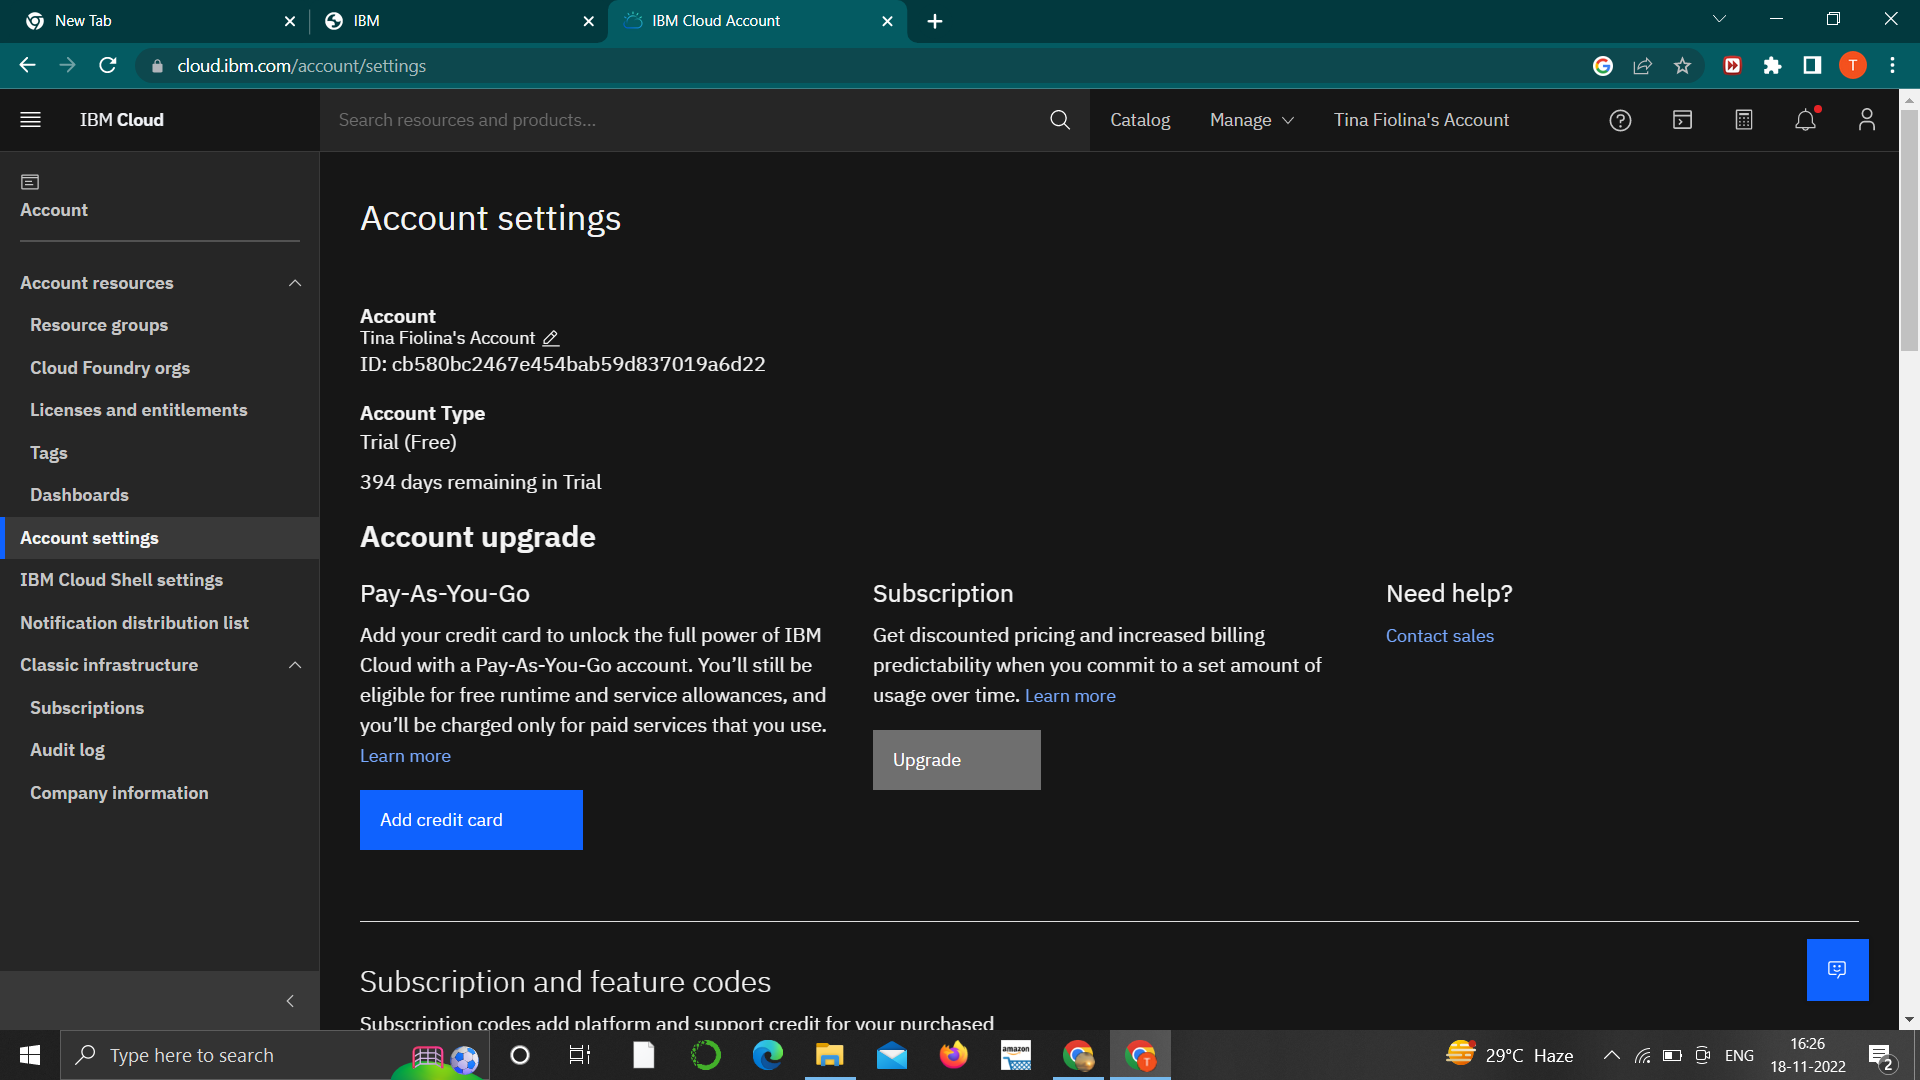 New Tab
IBM
IBM Cloud Account
cloud.ibm.com/account/settings
T
IBM Cloud
Search resources and products...
Catalog
Manage
Tina Fiolina's Account
Account
Account resources
Resource groups
Cloud Foundry orgs
Licenses and entitlements
Tags
Dashboards
Account settings
IBM Cloud Shell settings
Notification distribution list
Classic infrastructure
Subscriptions
Audit log
Company information
Account settings
Account
Tina Fiolina's Account
ID: cb580bc2467e454bab59d837019a6d22
Account Type
Trial (Free)
394 days remaining in Trial
Account upgrade
Pay-As-You-Go
Add your credit card to unlock the full power of IBM
Cloud with a Pay-As-You-Go account. You’ll still be
eligible for free runtime and service allowances, and
you’ll be charged only for paid services that you use.
Learn more
Add credit card
Subscription
Get discounted pricing and increased billing
predictability when you commit to a set amount of
usage over time. Learn more
Upgrade
Need help?
Contact sales
Subscription and feature codes
Subscription codes add platform and support credit for your purchased
Type here to search
amazon
T
29°C Haze
ENG
16:26
18-11-2022
2